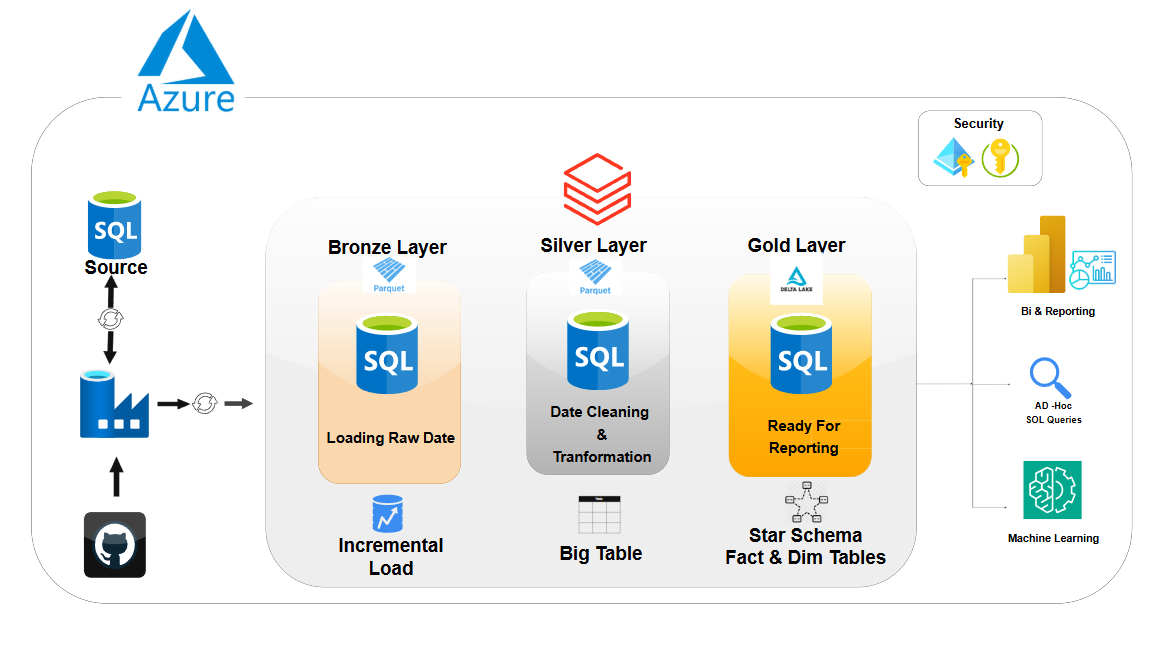 Azure
Security
SQL
Source
Bronze Layer
Parquet
SQL
Loading Raw Date
Incremental
Load
Silver Layer
Parquet
SQL
Date Cleaning
&
Tranformation
Table
Big Table
Gold Laver
DELTA LAKE
SQL
Ready For
Reporting
Star Schema
Fact & Dim Tables
Bi & Reporting
AD -Hoc
SOL Queries
Machine Learning